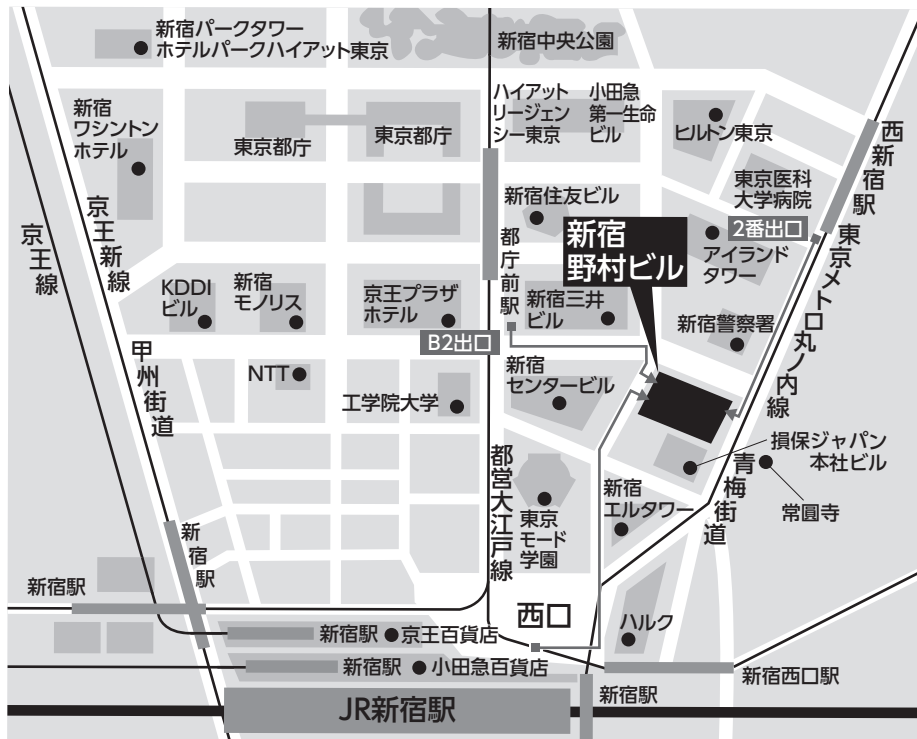 新宿パークタワー
ホテルパークハイアット東京
新宿中央公園
新宿
ワシントン
ホテル
東京都庁
東京都庁
ハイアット
リージェン
シー東京
小田急
第一生命
ビル
ヒルトン東京
西新宿駅
東京医科
大学病院
2番出口
新宿住友ビル
新宿
野村ビル
アイランド
タワー
東京メトロ丸ノ内線
京王線
京王新線
都庁前駅
KDDI
ビル
新宿
モノリス
京王プラザ
ホテル
新宿三井
ビル
新宿警察署
B2出口
甲州街道
NTT
工学院大学
新宿
センタービル
損保ジャパン
本社ビル
青梅街道
常圓寺
都営大江戸線
東京
モード
学園
新宿
エルタワー
新宿駅
新宿駅
西口
ハルク
新宿駅
京王百貨店
新宿駅
小田急百貨店
新宿西口駅
新宿駅
JR新宿駅